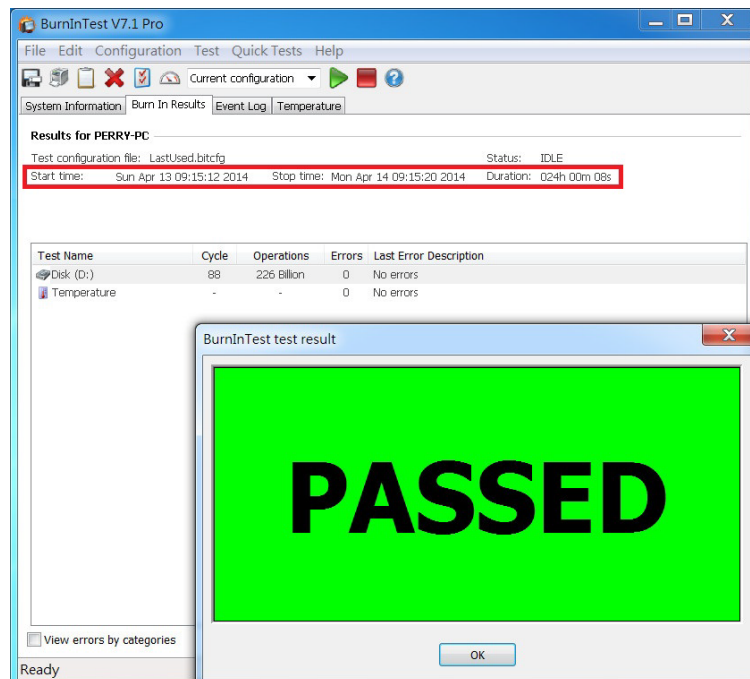 BurnInTest V7.1 Pro
File Edit Configuration Test Quick Tests Help
Current configuration
System Information Burn In Results Event Log Temperature
Results for PERRY-PC
Test configuration file: LastUsed.bitcfg Status: IDLE
Start time: Sun Apr 13 09:15:12 2014 Stop time: Mon Apr 14 09:15:20 2014 Duration: 024h 00m 08s
Test Name Cycle Operations Errors Last Error Description
Disk (D:) 88 226 Billion 0 No errors
Temperature - - 0 No errors
BurnInTest test result
PASSED
View errors by categories
OK
Ready